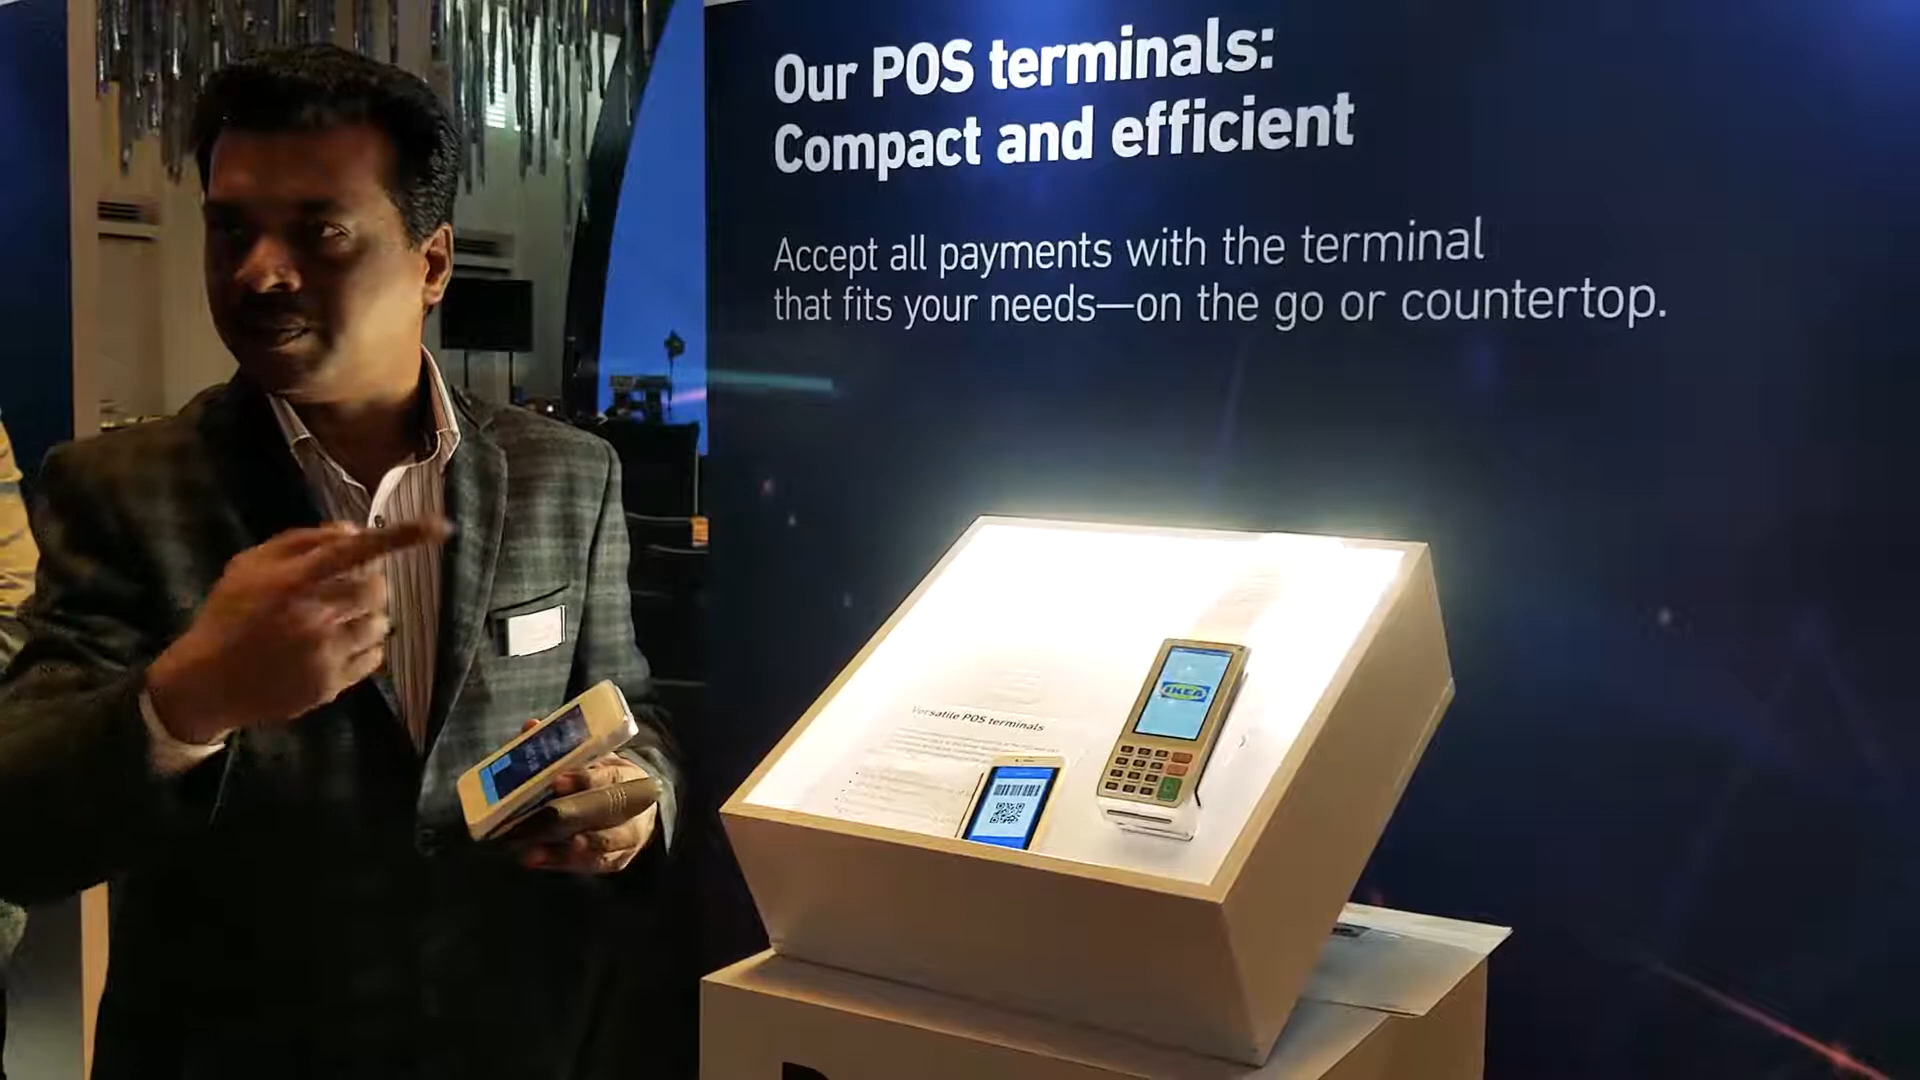 Our POS terminals:
Compact and efficient
Accept all payments with the terminal
that fits your needs—on the go or countertop.
IKEA
Versatile POS terminals